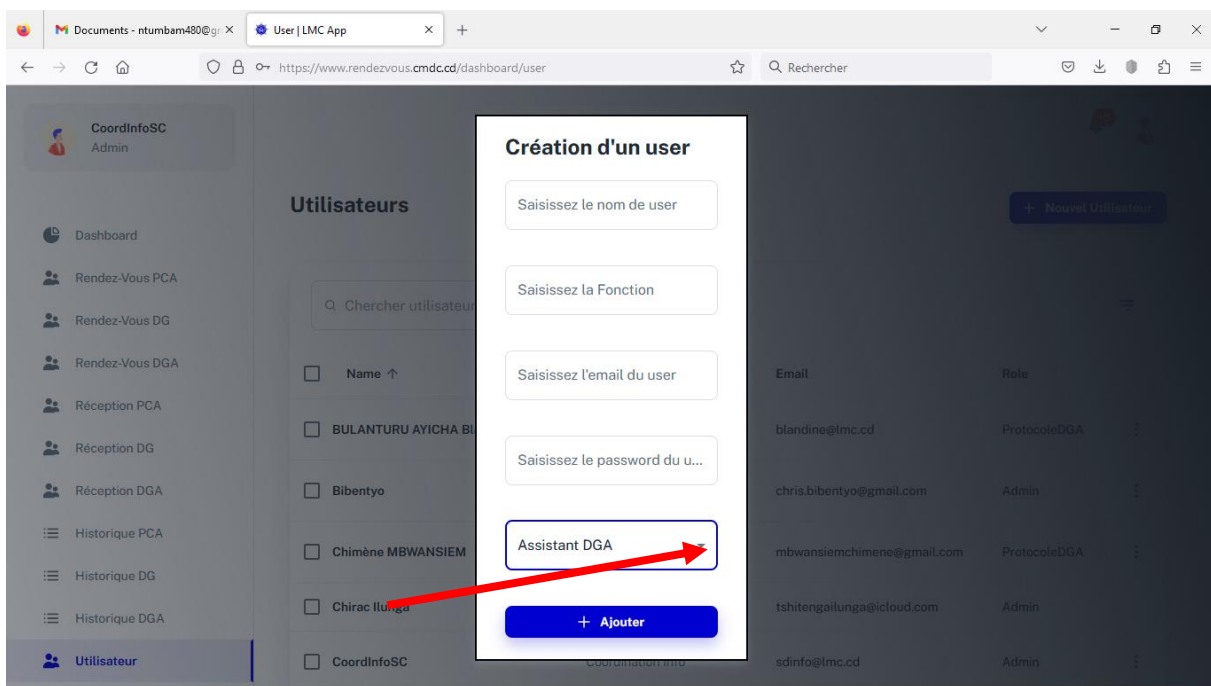 Documents - ntumbam480@gr
User | LMC App
https://www.rendezvous.cmdc.cd/dashboard/user
Rechercher
CoordInfoSC
Admin
Dashboard
Rendez-Vous PCA
Rendez-Vous DG
Rendez-Vous DGA
Réception PCA
Réception DG
Réception DGA
Historique PCA
Historique DG
Historique DGA
Utilisateur
Utilisateurs
+ Nouvel Utilisateur
Chercher utilisateur
Name ↑ Email Role
BULANTURU AYICHA blandine@lmc.cd ProtocoleDGA
Bibentyo chris.bibentyo@gmail.com Admin
Chimène MBWANSIEM mbwansiemchimene@gmail.com ProtocoleDGA
Chirac Ilunga tshitengailunga@icloud.com Admin
CoordInfoSC Coordination Info sdinfo@lmc.cd Admin
Création d'un user
Saisissez le nom de user
Saisissez la Fonction
Saisissez l'email du user
Saisissez le password du u...
Assistant DGA
+ Ajouter